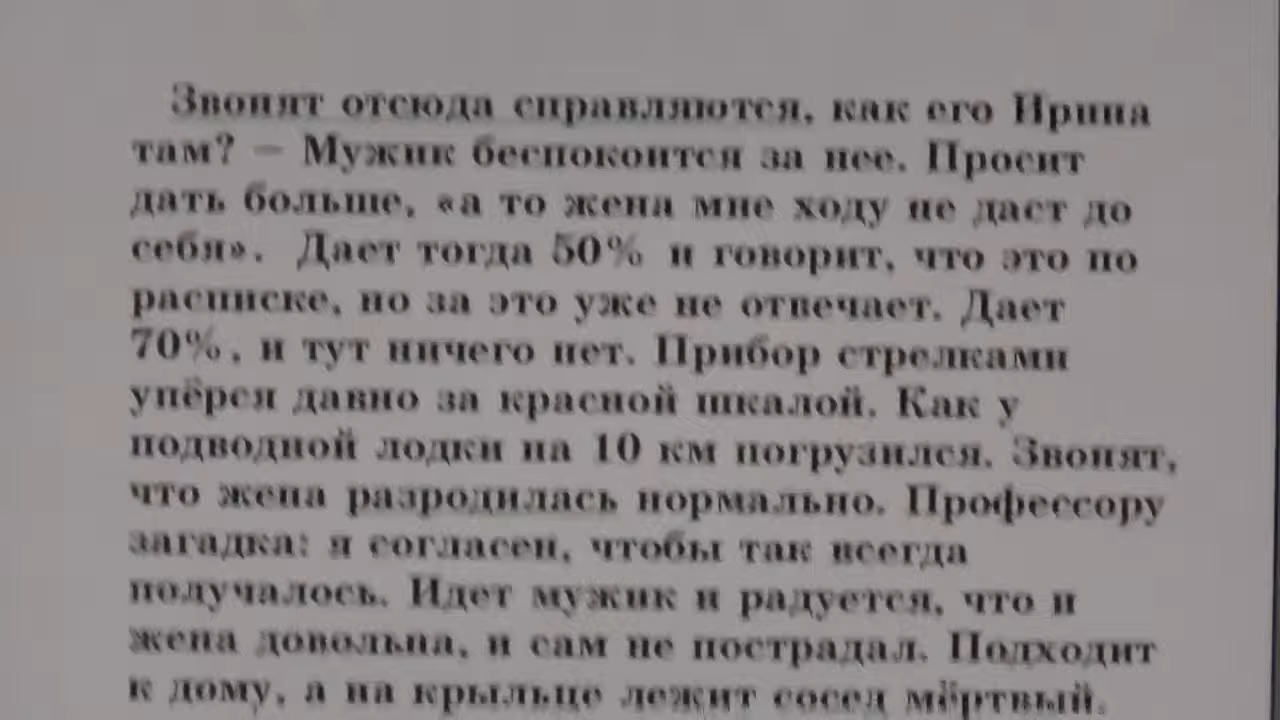 Звонят отсюда справляются, как его Ирина
там? – Мужик беспокоится за нее. Просит
дать больше, «а то жена мне ходу не даст до
себя». Дает тогда 50% и говорит, что это по
расписке, но за это уже не отвечает. Дает
70%, и тут ничего нет. Прибор стрелками
упёрся давно за красной шкалой. Как у
подводной лодки на 10 км погрузился. Звонят,
что жена разродилась нормально. Профессору
загадка: я согласен, чтобы так всегда
получалось. Идет мужик и радуется, что и
жена довольна, и сам не пострадал. Подходит
к дому, а на крыльце лежит сосед мёртвый.